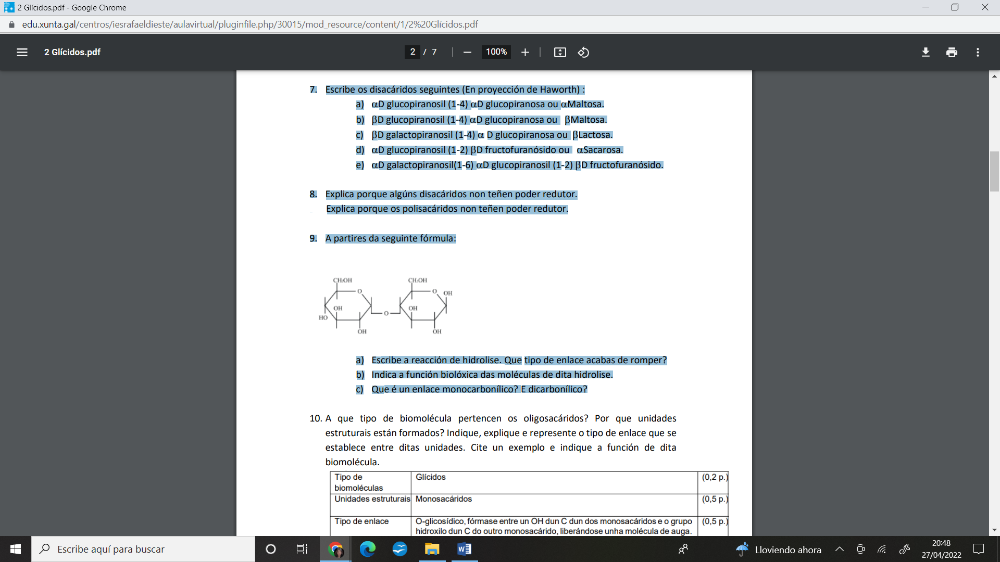 2 Glícidos.pdf - Google Chrome
edu.xunta.gal/centros/iesrafaeldieste/aulavirtual/pluginfile.php/30015/mod_resource/content/1/2%20Glícidos.pdf
2 Glícidos.pdf
2 / 7
100%
7. Escribe os disacáridos seguintes (En proyección de Haworth) :
a) αD glucopiranosil (1-4) αD glucopiranosa ou αMaltosa.
b) βD glucopiranosil (1-4) αD glucopiranosa ou βMaltosa.
c) βD galactopiranosil (1-4) α D glucopiranosa ou βLactosa.
d) αD glucopiranosil (1-2) βD fructofuranósido ou αSacarosa.
e) αD galactopiranosil(1-6) αD glucopiranosil (1-2) βD fructofuranósido.
8. Explica porque algúns disacáridos non teñen poder redutor.
Explica porque os polisacáridos non teñen poder redutor.
9. A partires da seguinte fórmula:
CH₂OH CH₂OH
O O OH
OH OH
HO O
OH OH
a) Escribe a reacción de hidrolise. Que tipo de enlace acabas de romper?
b) Indica a función biolóxica das moléculas de dita hidrolise.
c) Que é un enlace monocarbonílico? E dicarbonílico?
10. A que tipo de biomolécula pertencen os oligosacáridos? Por que unidades
estruturais están formados? Indique, explique e represente o tipo de enlace que se
establece entre ditas unidades. Cite un exemplo e indique a función de dita
biomolécula.
Tipo de biomoléculas Glícidos (0,2 p.)
Unidades estruturais Monosacáridos (0,5 p.)
Tipo de enlace O-glicosídico, fórmase entre un OH dun C dun dos monosacáridos e o grupo (0,5 p.)
hidroxilo dun C do outro monosacárido, liberándose unha molécula de auga.
Escribe aquí para buscar
Lloviendo ahora
20:48
27/04/2022